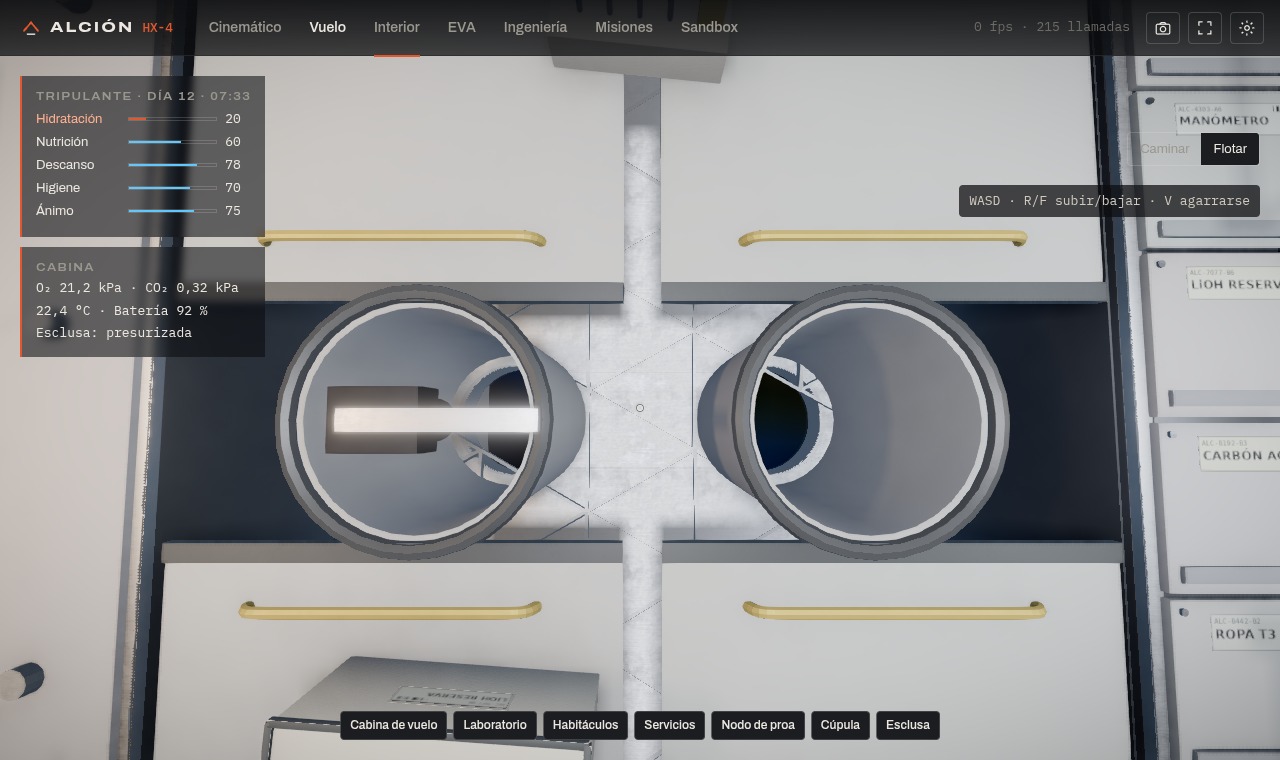 ALCIÓN HX-4 Cinemático Vuelo Interior EVA Ingeniería Misiones Sandbox 0 fps · 215 llamadas
TRIPULANTE · DÍA 12 · 07:33
Hidratación 20
Nutrición 60
Descanso 78
Higiene 70
Ánimo 75
CABINA
O₂ 21,2 kPa · CO₂ 0,32 kPa
22,4 °C · Batería 92 %
Esclusa: presurizada
MANÓMETRO
Caminar Flotar
WASD · R/F subir/bajar · V agarrarse
LiOH RESERV
CARBÓN AC
ROPA T3
LIOH RESERVA
Cabina de vuelo Laboratorio Habitáculos Servicios Nodo de proa Cúpula Esclusa